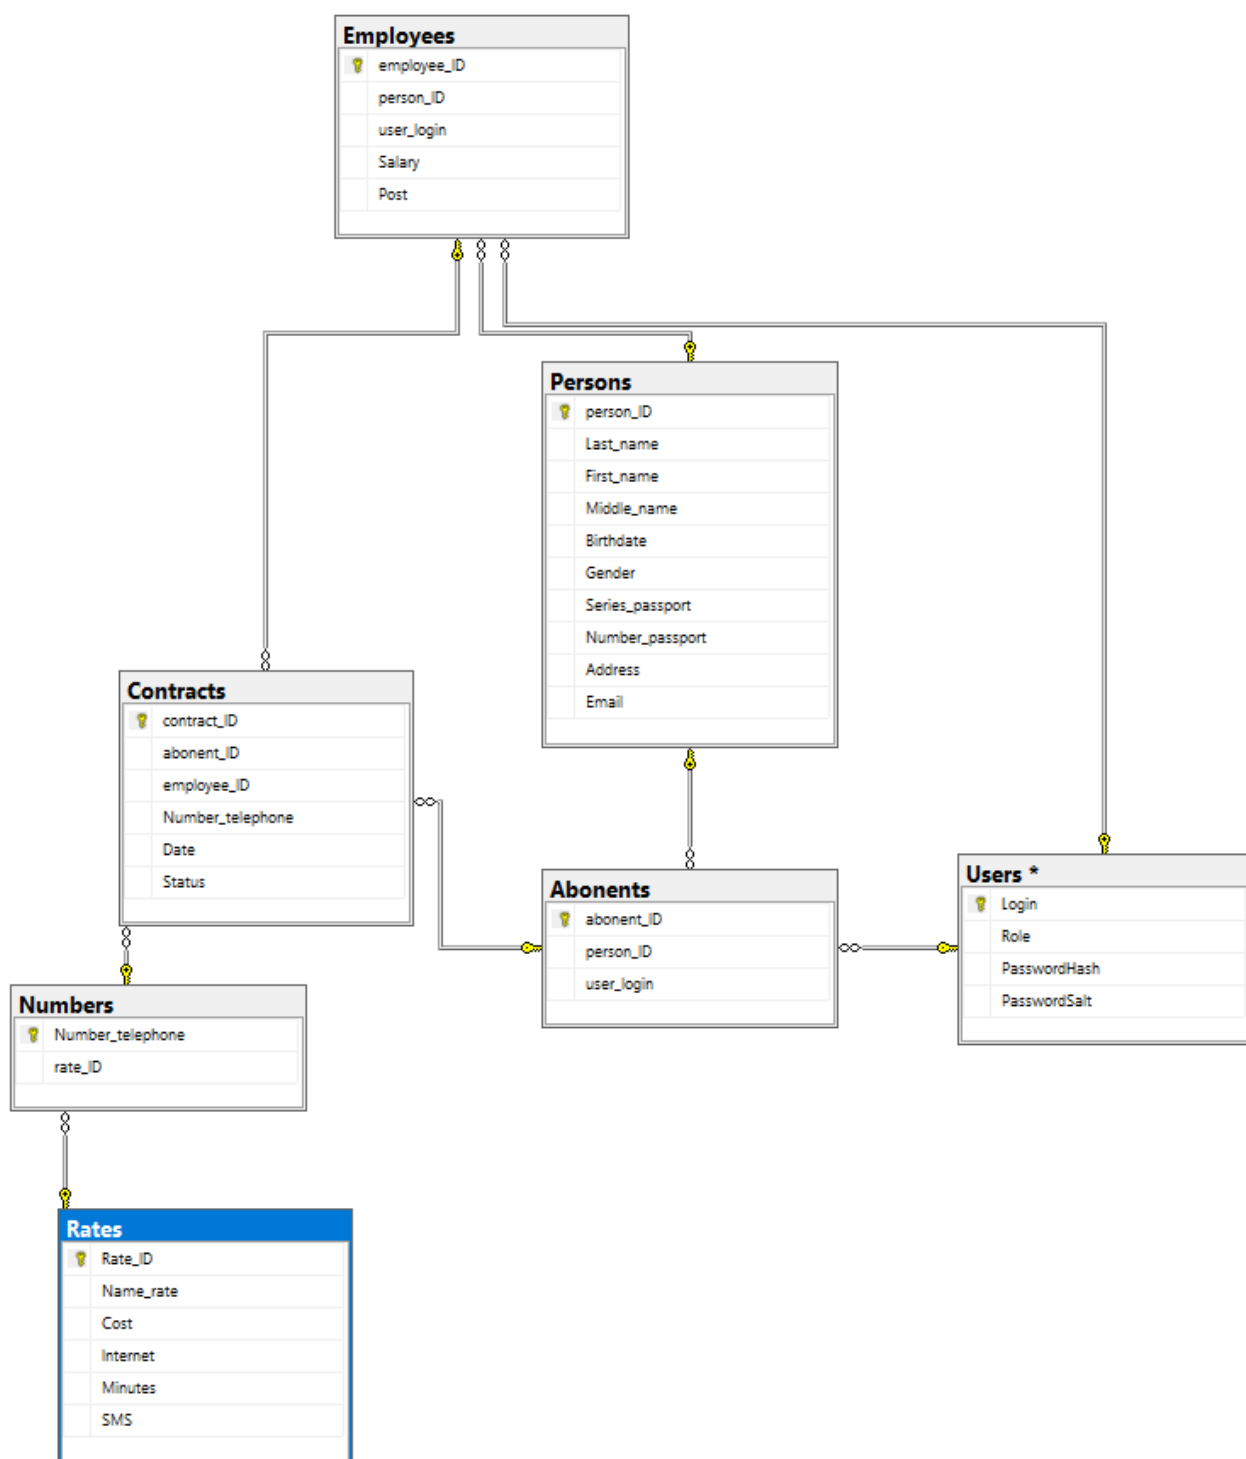 Employees
employee_ID
person_ID
user_login
Salary
Post
Persons
person_ID
Last_name
First_name
Middle_name
Birthdate
Gender
Series_passport
Number_passport
Address
Email
Contracts
contract_ID
abonent_ID
employee_ID
Number_telephone
Date
Status
Abonents
abonent_ID
person_ID
user_login
Users *
Login
Role
PasswordHash
PasswordSalt
Numbers
Number_telephone
rate_ID
Rates
Rate_ID
Name_rate
Cost
Internet
Minutes
SMS